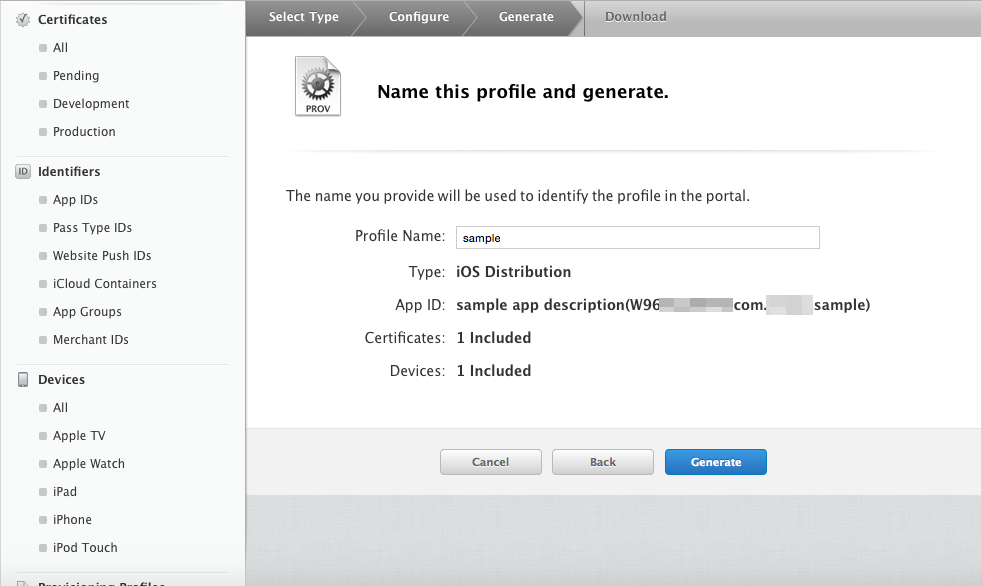 Certificates
All
Pending
Development
Production
ID Identifiers
App IDs
Pass Type IDs
Website Push IDs
iCloud Containers
App Groups
Merchant IDs
Devices
All
Apple TV
Apple Watch
iPad
iPhone
iPod Touch
Provisioning Profiles
Select Type Configure Generate Download
PROV
Name this profile and generate.
The name you provide will be used to identify the profile in the portal.
Profile Name: sample
Type: iOS Distribution
App ID: sample app description(W96 com. sample)
Certificates: 1 Included
Devices: 1 Included
Cancel Back Generate